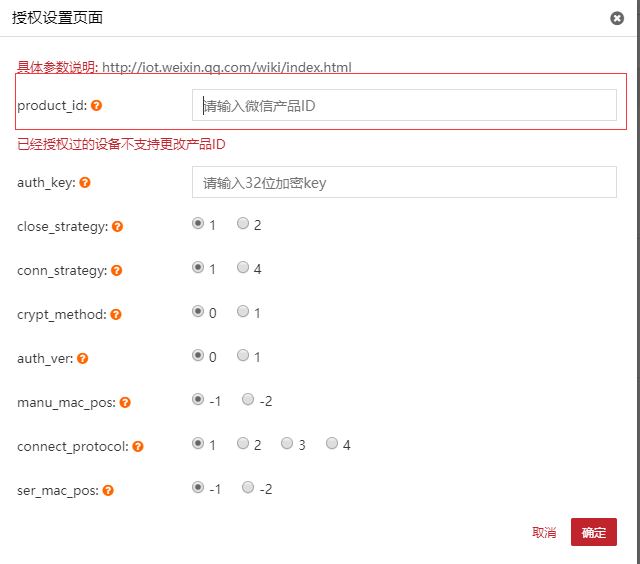 授权设置页面
具体参数说明: http://iot.weixin.qq.com/wiki/index.html
product_id: 请输入微信产品ID
已经授权过的设备不支持更改产品ID
auth_key: 请输入32位加密key
close_strategy: 1 2
conn_strategy: 1 4
crypt_method: 0 1
auth_ver: 0 1
manu_mac_pos: -1 -2
connect_protocol: 1 2 3 4
ser_mac_pos: -1 -2
取消 确定